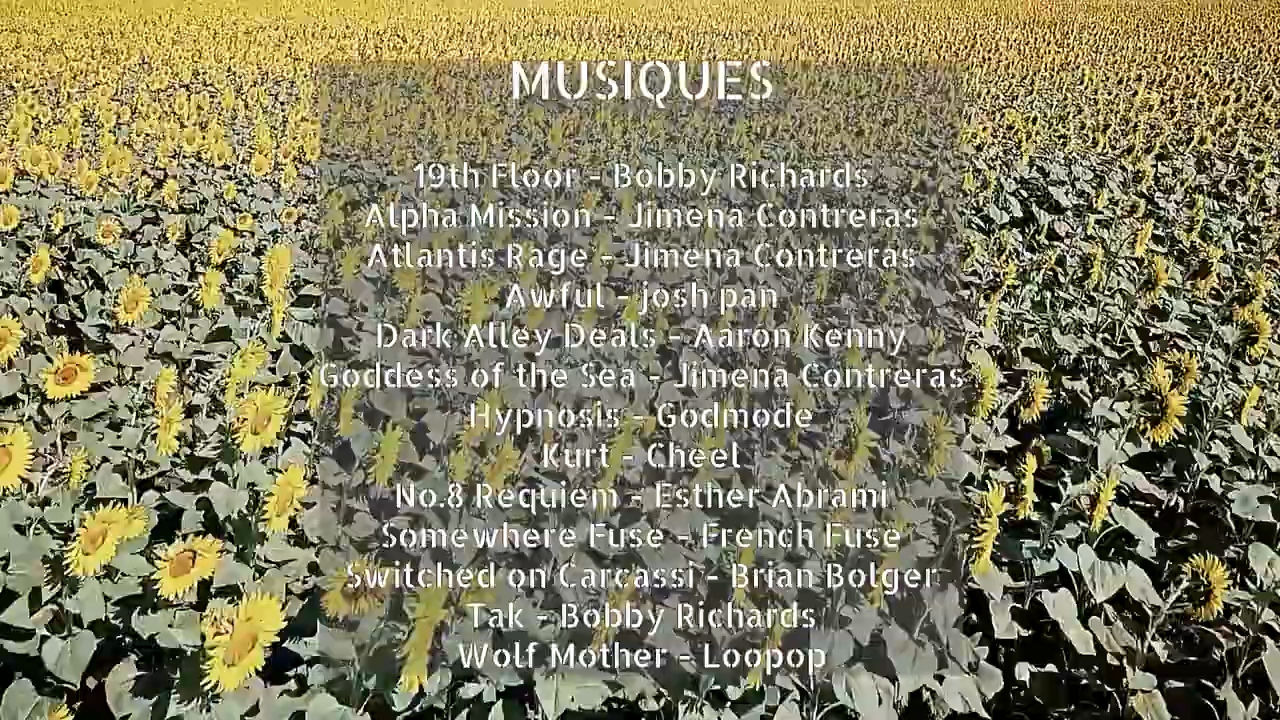 MUSIQUES
19th Floor - Bobby Richards
Alpha Mission - Jimena Contreras
Atlantis Rage - Jimena Contreras
Awful - josh pan
Dark Alley Deals - Aaron Kenny
Goddess of the Sea - Jimena Contreras
Hypnosis - Godmode
Kurt - Cheel
No.8 Requiem - Esther Abrami
Somewhere Fuse - French Fuse
Switched on Carcassi - Brian Bolger
Tak - Bobby Richards
Wolf Mother - Loopop